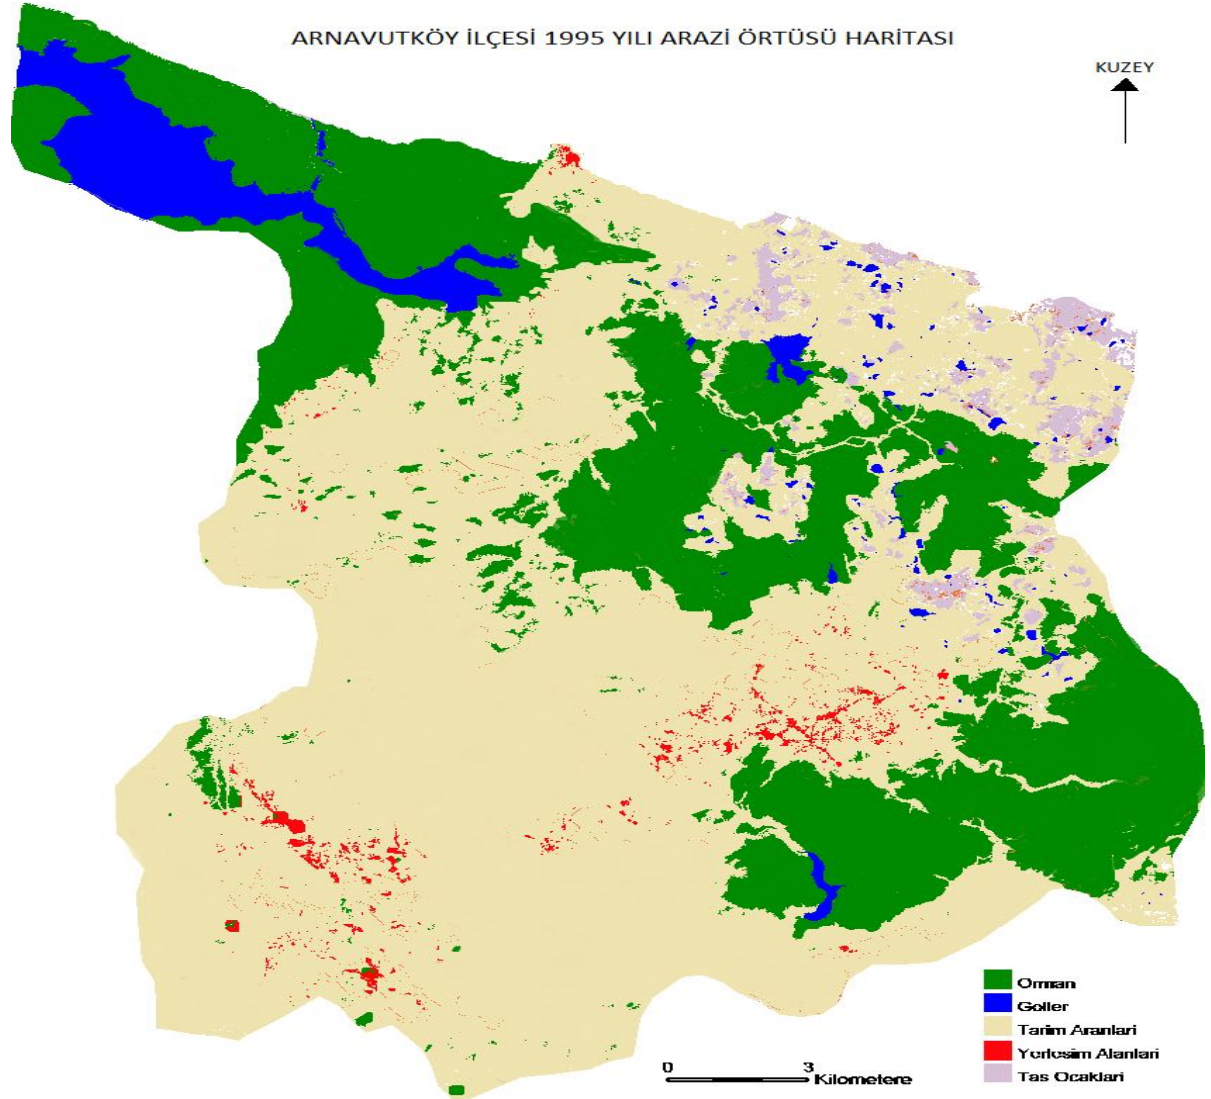 ARNAVUTKÖY İLÇESİ 1995 YILI ARAZİ ÖRTÜSÜ HARİTASI
KUZEY
Orman
Goller
Tarim Aranlari
Yerlesim Alanlari
Tas Ocaklari
0 3
Kilometere